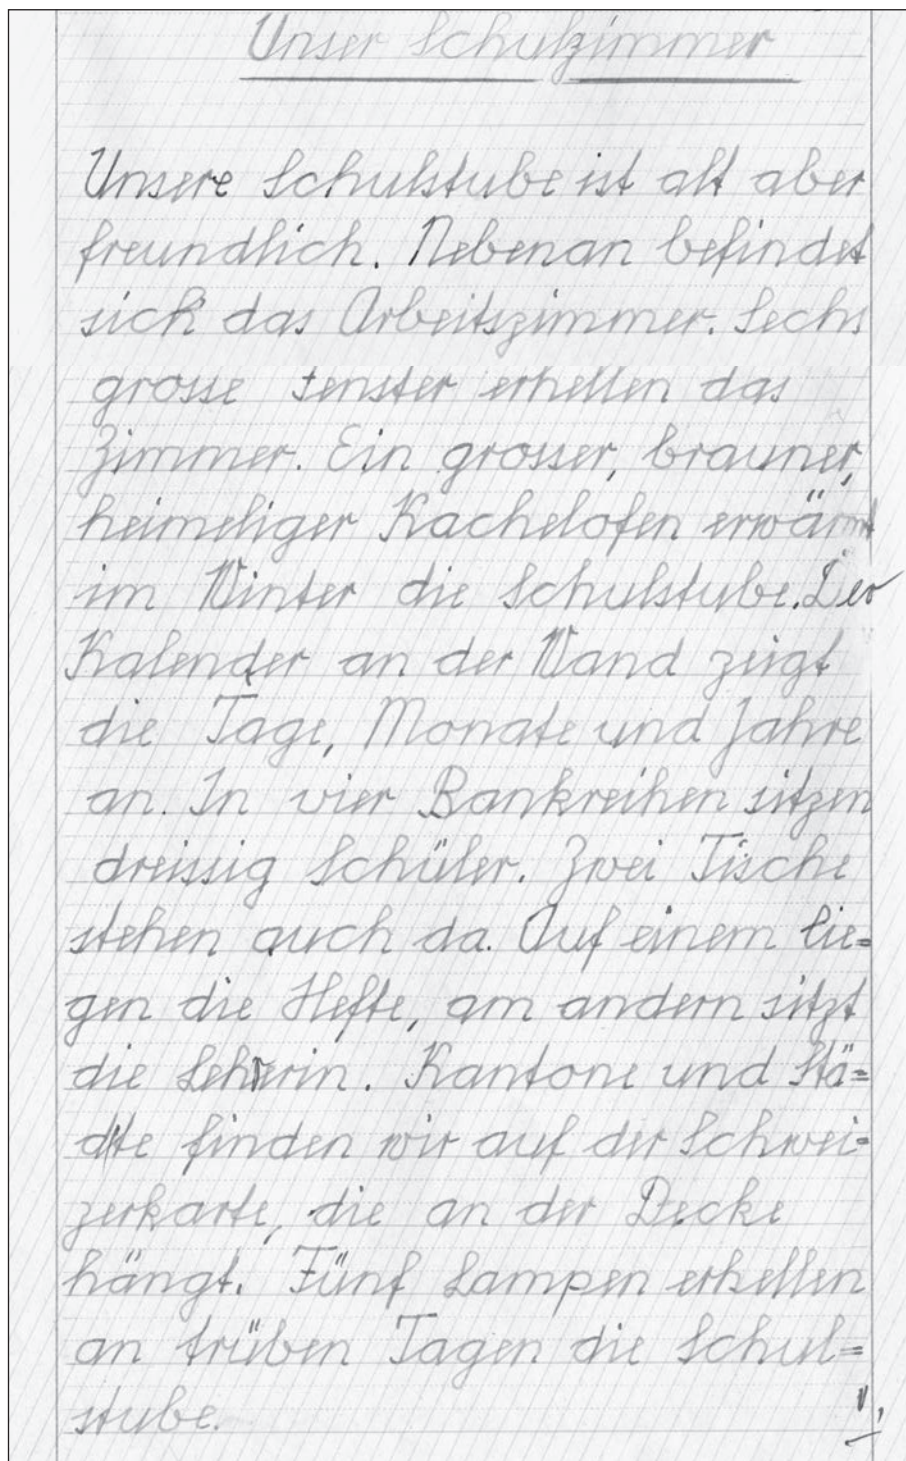 Unser Schulzimmer
Unsere Schulstube ist alt aber
freundlich. Nebenan befindet
sich das Arbeitszimmer. Sechs
grosse Fenster erhellen das
Zimmer. Ein grosser, brauner,
heimeliger Kachelofen erwärmt
im Winter die Schulstube. Der
Kalender an der Wand zeigt
die Tage, Monate und Jahre
an. In vier Bankreihen sitzen
dreissig Schüler. Zwei Tische
stehen auch da. Auf einem lie=
gen die Hefte, am andern sitzt
die Lehrerin. Kantone und Stä=
dte finden wir auf der Schwei=
zerkarte, die an der Decke
hängt. Fünf Lampen erhellen
an trüben Tagen die Schul=
stube.